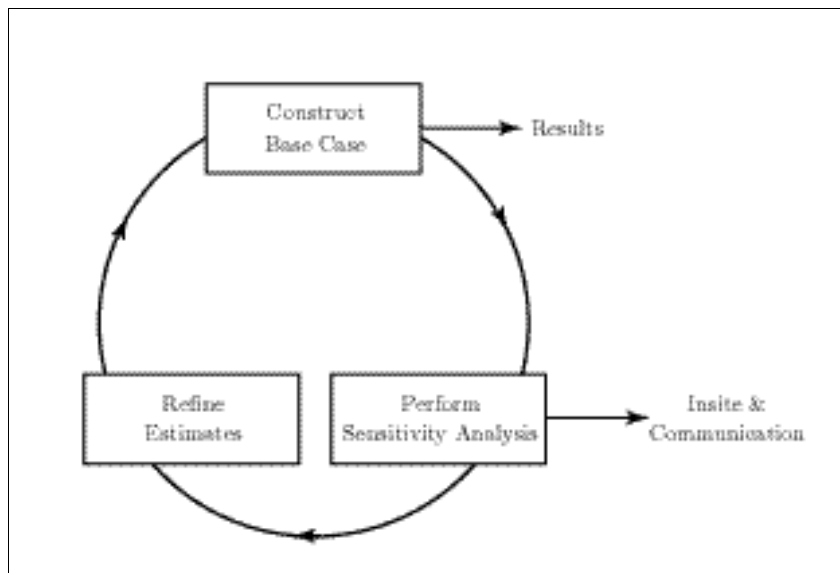 Construct
Base Case
Results
Refine
Estimates
Perform
Sensitivity Analysis
Insite &
Communication